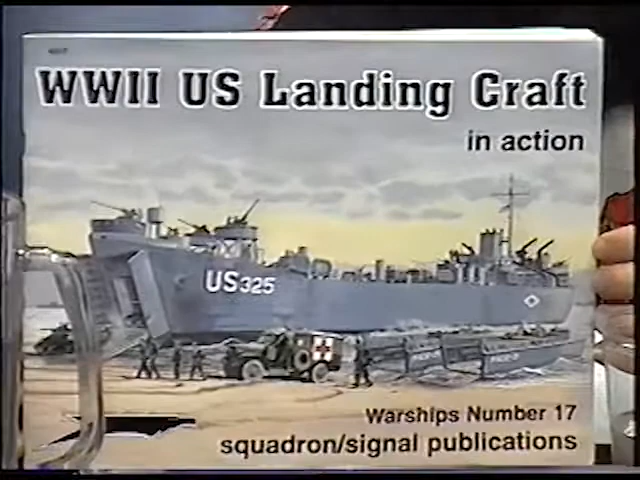 WWII US Landing Craft
in action
US325
Warships Number 17
squadron/signal publications